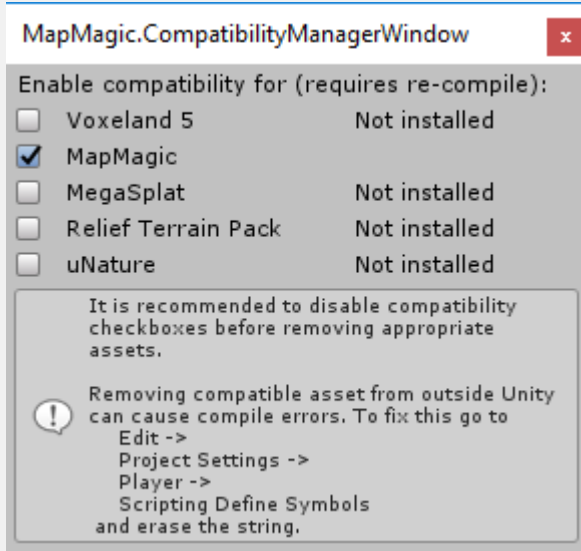 MapMagic.CompatibilityManagerWindow x
Enable compatibility for (requires re-compile):
Voxeland 5 Not installed
MapMagic
MegaSplat Not installed
Relief Terrain Pack Not installed
uNature Not installed
It is recommended to disable compatibility
checkboxes before removing appropriate
assets.
Removing compatible asset from outside Unity
can cause compile errors. To fix this go to
Edit ->
Project Settings ->
Player ->
Scripting Define Symbols
and erase the string.